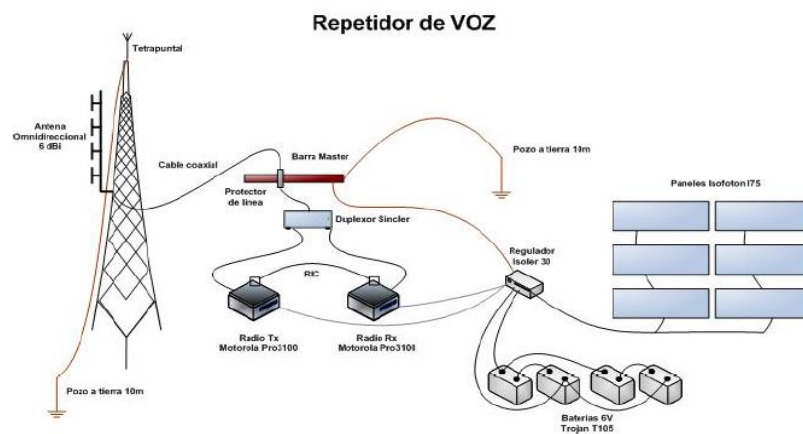 Repetidor de VOZ
Tetrapuntal
Antena
Omnidireccional
6 dBi
Cable coaxial
Barra Master
Pozo a tierra 10m
Protector
de línea
Duplexor Sincler
Paneles Isofoton I75
Regulador
Isoler 30
RIC
Radio Tx
Motorola Pro3100
Radio Rx
Motorola Pro3100
Pozo a tierra 10m
Baterías 6V
Trojan T105